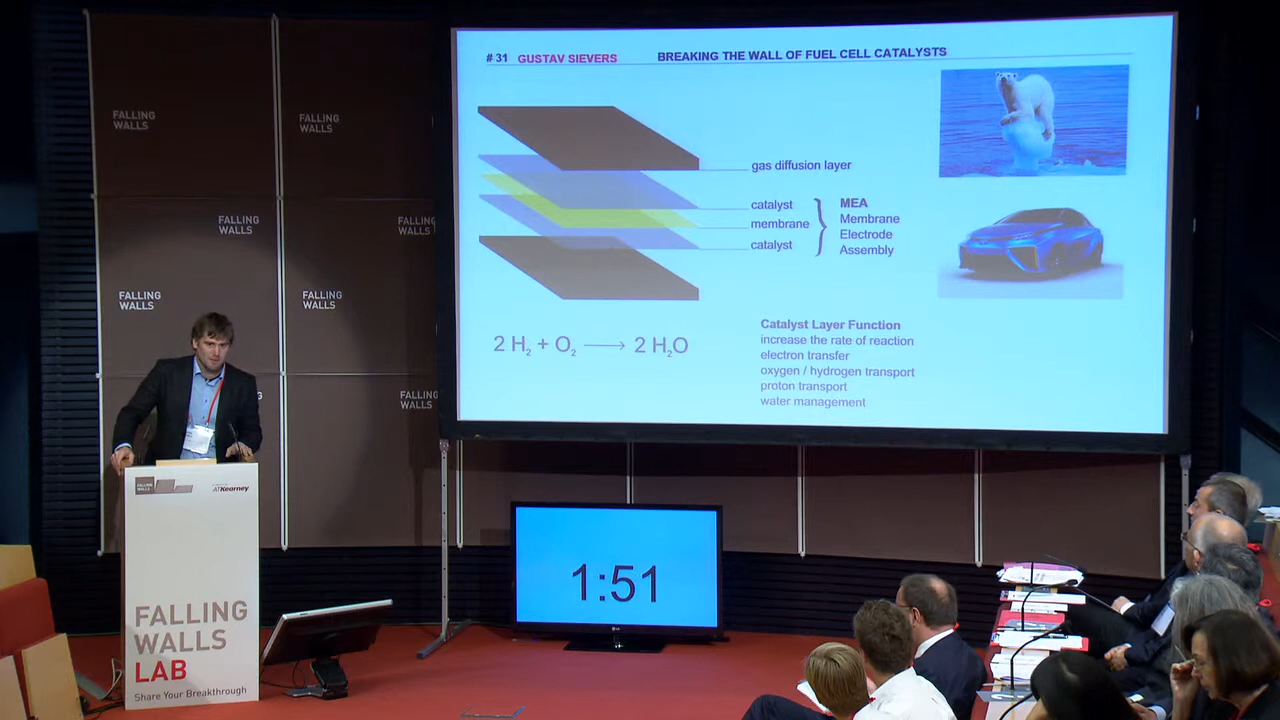 # 31 GUSTAV SIEVERS BREAKING THE WALL OF FUEL CELL CATALYSTS
gas diffusion layer
catalyst
membrane
catalyst
MEA
Membrane
Electrode
Assembly
2 H2 + O2 → 2 H2O
Catalyst Layer Function
increase the rate of reaction
electron transfer
oxygen / hydrogen transport
proton transport
water management
FALLING
WALLS
FALLING
WALLS
FALLING
WALLS
FALLING
WALLS
FALLING
WALLS
FALLING
WALLS
FALLING
WALLS
1:51
FALLING
WALLS
ATKearney
FALLING
WALLS
LAB
Share Your Breakthrough
LG